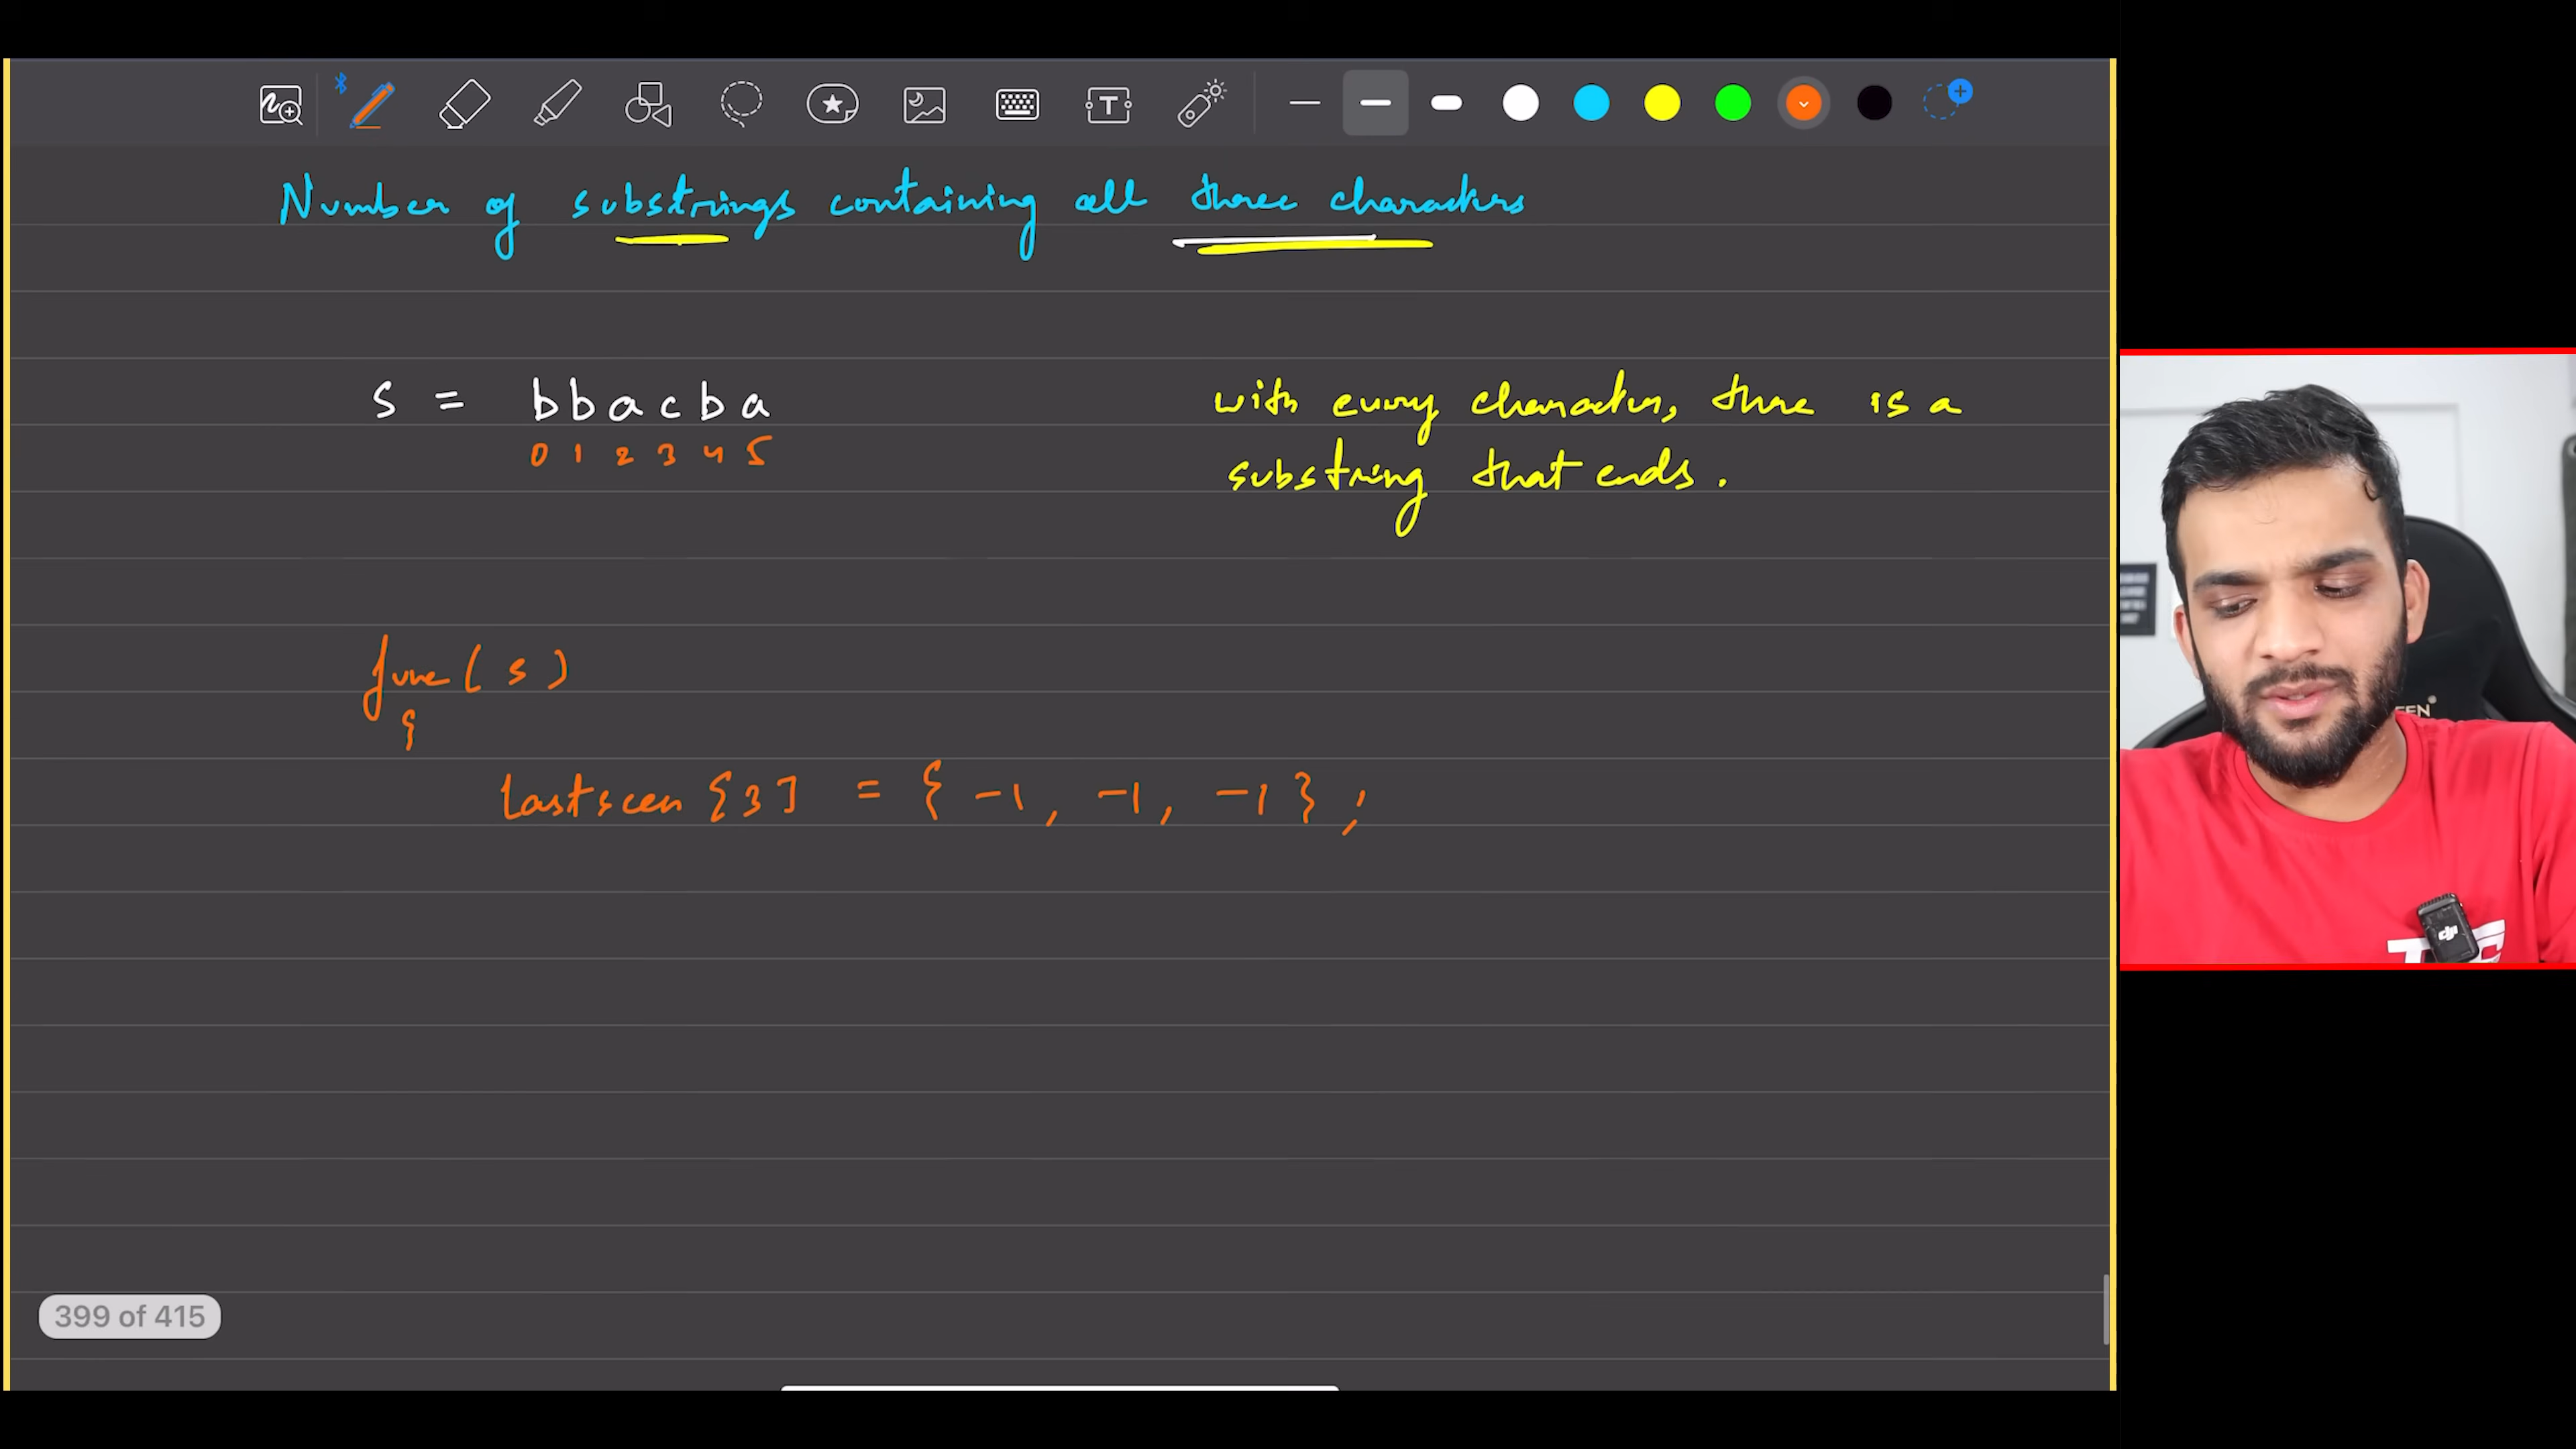 Number of substrings containing all three characters
S = b b a c b a
0 1 2 3 4 5
with every character, there is a
substring that ends.
func(s)
{
lastseen {3] = { -1, -1, -1};
399 of 415